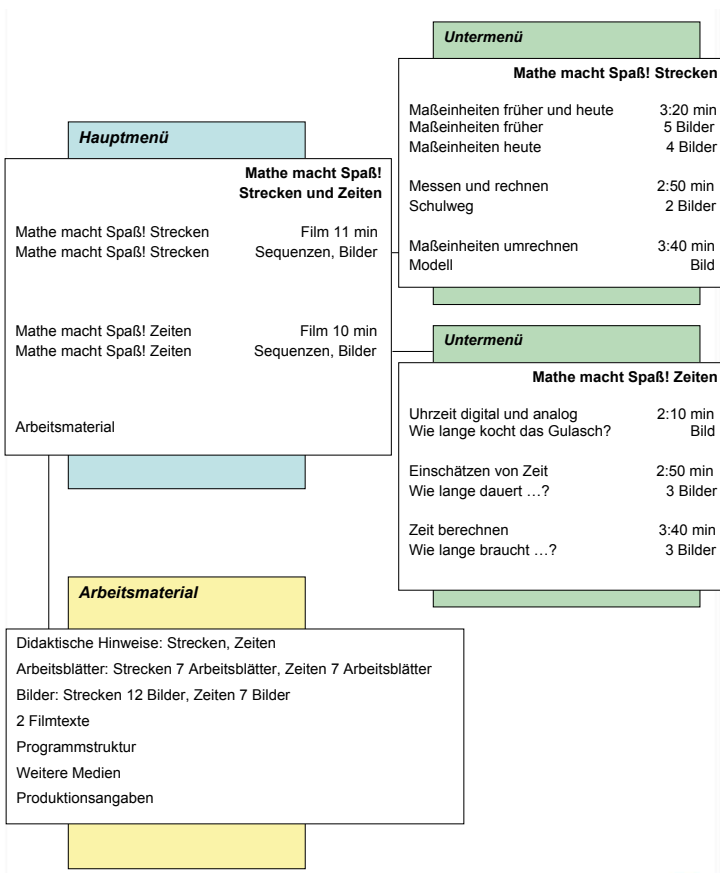 Hauptmenü
Mathe macht Spaß!
Strecken und Zeiten
Mathe macht Spaß! Strecken Film 11 min
Mathe macht Spaß! Strecken Sequenzen, Bilder
Mathe macht Spaß! Zeiten Film 10 min
Mathe macht Spaß! Zeiten Sequenzen, Bilder
Arbeitsmaterial
Untermenü
Mathe macht Spaß! Strecken
Maßeinheiten früher und heute 3:20 min
Maßeinheiten früher 5 Bilder
Maßeinheiten heute 4 Bilder
Messen und rechnen 2:50 min
Schulweg 2 Bilder
Maßeinheiten umrechnen 3:40 min
Modell Bild
Untermenü
Mathe macht Spaß! Zeiten
Uhrzeit digital und analog 2:10 min
Wie lange kocht das Gulasch? Bild
Einschätzen von Zeit 2:50 min
Wie lange dauert …? 3 Bilder
Zeit berechnen 3:40 min
Wie lange braucht …? 3 Bilder
Arbeitsmaterial
Didaktische Hinweise: Strecken, Zeiten
Arbeitsblätter: Strecken 7 Arbeitsblätter, Zeiten 7 Arbeitsblätter
Bilder: Strecken 12 Bilder, Zeiten 7 Bilder
2 Filmtexte
Programmstruktur
Weitere Medien
Produktionsangaben